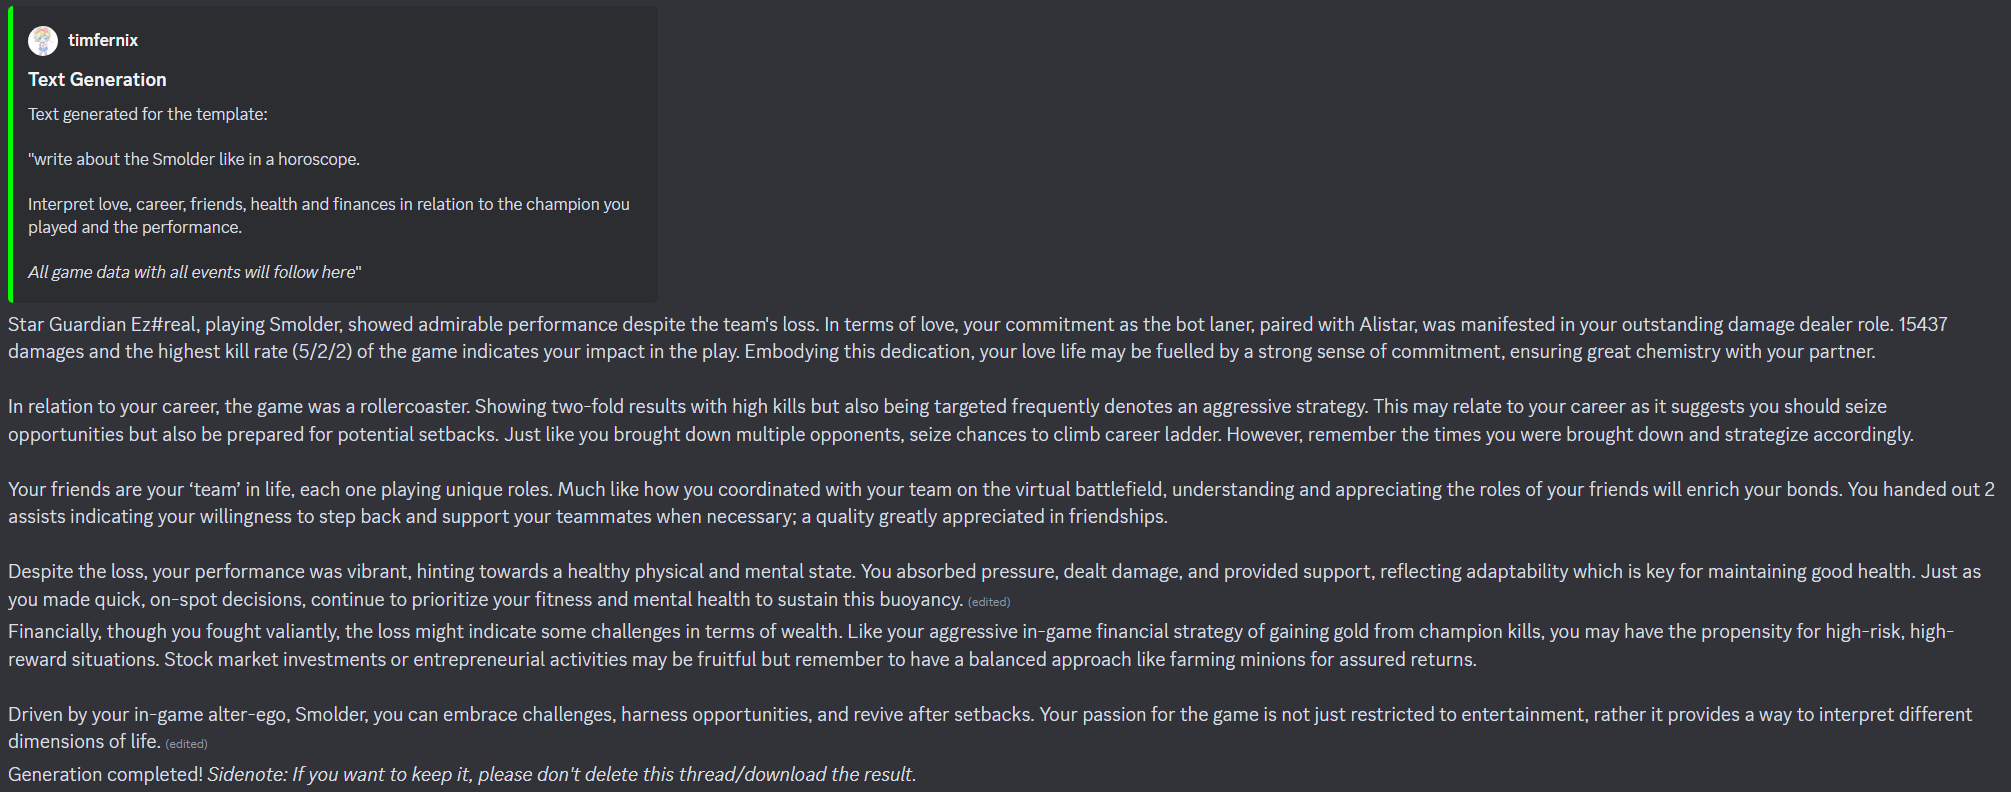 timfernix
Text Generation
Text generated for the template:
"write about the Smolder like in a horoscope.
Interpret love, career, friends, health and finances in relation to the champion you
played and the performance.
All game data with all events will follow here"
Star Guardian Ez#real, playing Smolder, showed admirable performance despite the team's loss. In terms of love, your commitment as the bot laner, paired with Alistar, was manifested in your outstanding damage dealer role. 15437
damages and the highest kill rate (5/2/2) of the game indicates your impact in the play. Embodying this dedication, your love life may be fuelled by a strong sense of commitment, ensuring great chemistry with your partner.
In relation to your career, the game was a rollercoaster. Showing two-fold results with high kills but also being targeted frequently denotes an aggressive strategy. This may relate to your career as it suggests you should seize
opportunities but also be prepared for potential setbacks. Just like you brought down multiple opponents, seize chances to climb career ladder. However, remember the times you were brought down and strategize accordingly.
Your friends are your ‘team’ in life, each one playing unique roles. Much like how you coordinated with your team on the virtual battlefield, understanding and appreciating the roles of your friends will enrich your bonds. You handed out 2
assists indicating your willingness to step back and support your teammates when necessary; a quality greatly appreciated in friendships.
Despite the loss, your performance was vibrant, hinting towards a healthy physical and mental state. You absorbed pressure, dealt damage, and provided support, reflecting adaptability which is key for maintaining good health. Just as
you made quick, on-spot decisions, continue to prioritize your fitness and mental health to sustain this buoyancy. (edited)
Financially, though you fought valiantly, the loss might indicate some challenges in terms of wealth. Like your aggressive in-game financial strategy of gaining gold from champion kills, you may have the propensity for high-risk, high-
reward situations. Stock market investments or entrepreneurial activities may be fruitful but remember to have a balanced approach like farming minions for assured returns.
Driven by your in-game alter-ego, Smolder, you can embrace challenges, harness opportunities, and revive after setbacks. Your passion for the game is not just restricted to entertainment, rather it provides a way to interpret different
dimensions of life. (edited)
Generation completed! Sidenote: If you want to keep it, please don't delete this thread/download the result.